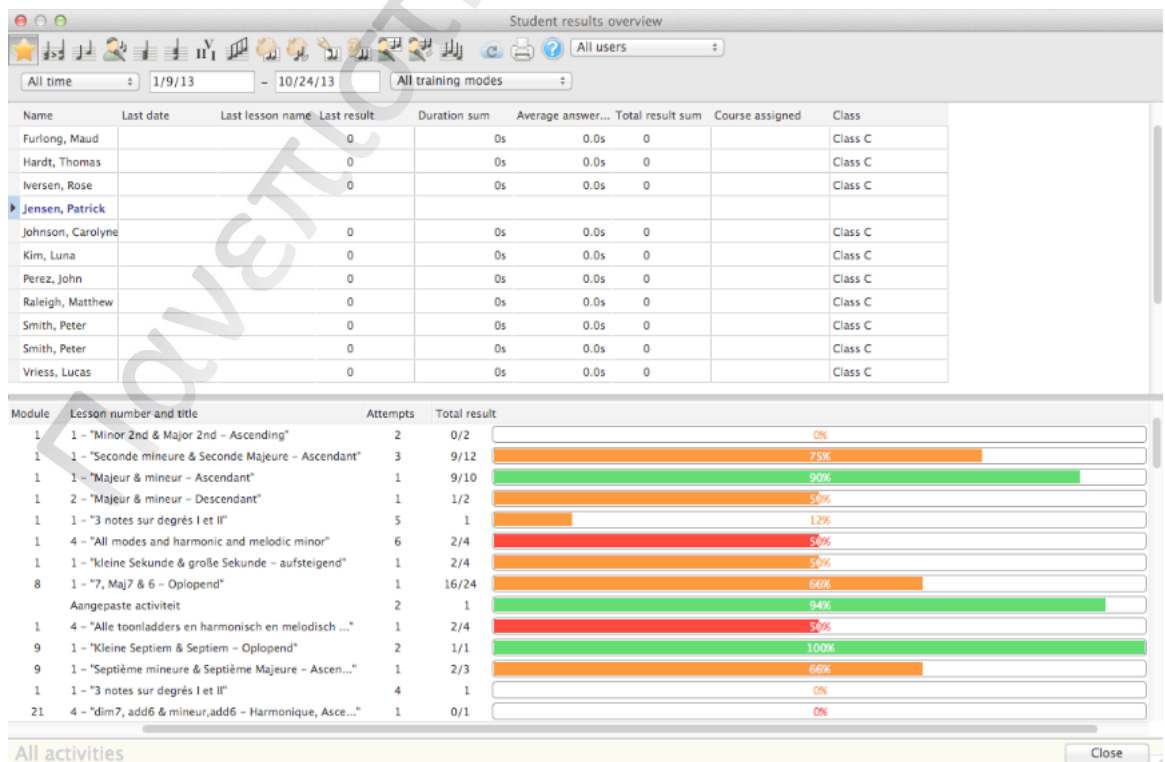 Student results overview
All users
All time 1/9/13 – 10/24/13 All training modes
Name Last date Last lesson name Last result Duration sum Average answer... Total result sum Course assigned Class
Furlong, Maud 0 0s 0.0s 0 Class C
Hardt, Thomas 0 0s 0.0s 0 Class C
Iversen, Rose 0 0s 0.0s 0 Class C
Jensen, Patrick
Johnson, Carolyne 0 0s 0.0s 0 Class C
Kim, Luna 0 0s 0.0s 0 Class C
Perez, John 0 0s 0.0s 0 Class C
Raleigh, Matthew 0 0s 0.0s 0 Class C
Smith, Peter 0 0s 0.0s 0 Class C
Smith, Peter 0 0s 0.0s 0 Class C
Vriess, Lucas 0 0s 0.0s 0 Class C
Module Lesson number and title Attempts Total result
1 1 – "Minor 2nd & Major 2nd – Ascending" 2 0/2 0%
1 1 – "Seconde mineure & Seconde Majeure – Ascendant" 3 9/12 75%
1 1 – "Majeur & mineur – Ascendant" 1 9/10 90%
1 2 – "Majeur & mineur – Descendant" 1 1/2 50%
1 1 – "3 notes sur degrés I et II" 5 1 12%
1 4 – "All modes and harmonic and melodic minor" 6 2/4 50%
1 1 – "kleine Sekunde & große Sekunde – aufsteigend" 1 2/4 50%
8 1 – "7, Maj7 & 6 – Oplopend" 1 16/24 66%
Aangepaste activiteit 2 1 94%
1 4 – "Alle toonladders en harmonisch en melodisch ..." 1 2/4 50%
9 1 – "Kleine Septiem & Septiem – Oplopend" 2 1/1 100%
9 1 – "Septième mineure & Septième Majeure – Ascen..." 1 2/3 66%
1 1 – "3 notes sur degrés I et II" 4 1 0%
21 4 – "dim7, add6 & mineur,add6 – Harmonique, Asce..." 1 0/1 0%
All activities Close